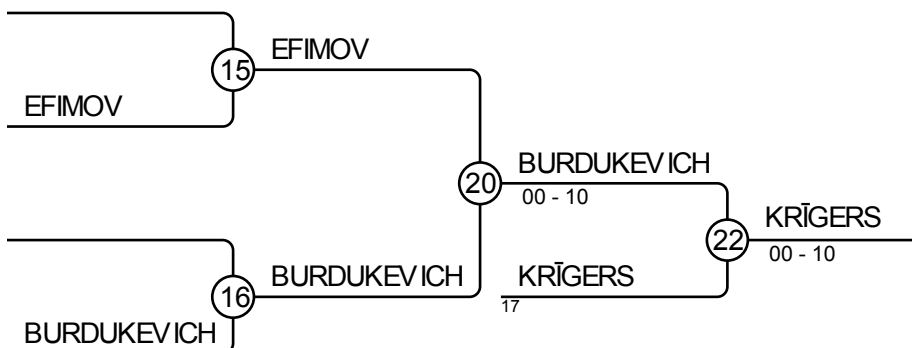 EFIMOV
15
EFIMOV
BURDUKEVICH
20
00 - 10
KRĪGERS
22
00 - 10
BURDUKEVICH
16
KRĪGERS
17
BURDUKEVICH